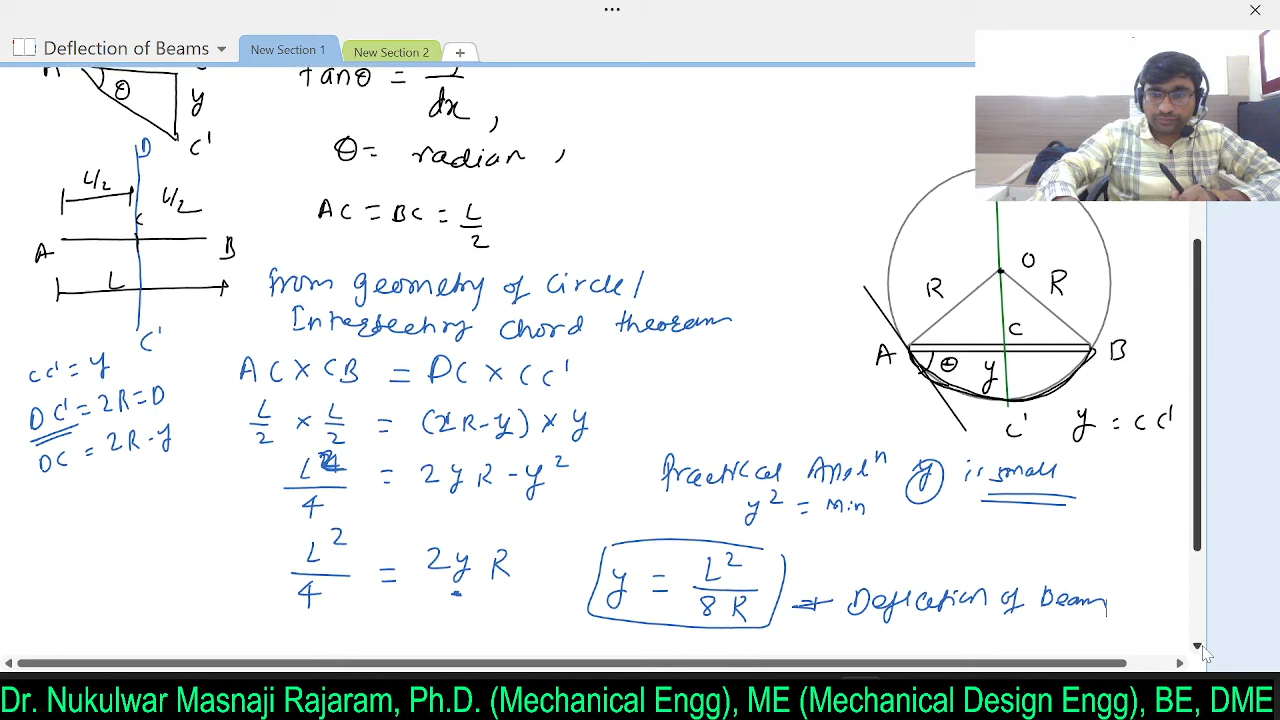 ...
Deflection of Beams New Section 1 New Section 2 +
θ y C'
tanθ = dx,
θ = radian,
D
L/2 L/2
C
A B
L
C'
AC = BC = L/2
from geometry of Circle/
Intersecting chord theorem
CC' = y
DC' = 2R = D
DC = 2R-y
AC × CB = DC × CC'
L/2 × L/2 = (2R-y) × y
L²/4 = 2yR - y²
L²/4 = 2yR
O
R R
C
A θ y B
C' y = CC'
Practical Appl^n y is small
y² = Min
y = L²/8R → Deflection of beam
Dr. Nukulwar Masnaji Rajaram, Ph.D. (Mechanical Engg), ME (Mechanical Design Engg), BE, DME